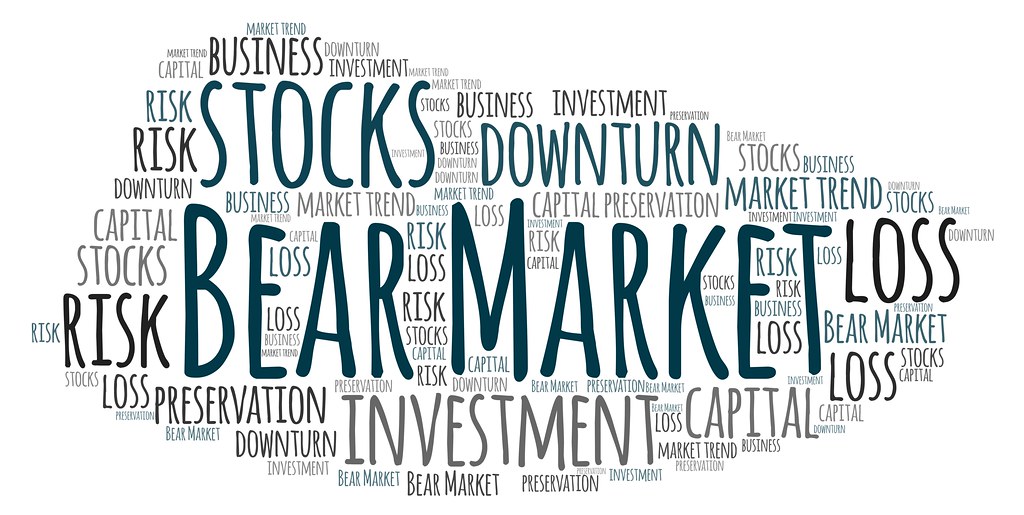 MARKET TREND
MARKET TREND BUSINESS DOWNTURN
CAPITAL INVESTMENT MARKET TREND
MARKET TREND
RISK STOCKS STOCKS BUSINESS INVESTMENT
PRESERVATION
RISK STOCKS DOWNTURN BEAR MARKET
BUSINESS
INVESTMENT DOWNTURN STOCKS BUSINESS
DOWNTURN
DOWNTURN MARKET TREND MARKET TREND DOWNTURN
BUSINESS MARKET TREND BUSINESS CAPITAL PRESERVATION STOCKS
MARKET TREND LOSS INVESTMENT INVESTMENT BEAR MARKET
CAPITAL CAPITAL RISK INVESTMENT LOSS DOWNTURN
RISK
STOCKS BEAR MARKET
LOSS LOSS CAPITAL RISK LOSS
STOCKS RISK
RISK RISK LOSS RISK BUSINESS BUSINESS PRESERVATION
BUSINESS STOCKS LOSS BEAR MARKET
MARKET TREND CAPITAL CAPITAL STOCKS
STOCKS RISK DOWNTURN LOSS CAPITAL
LOSS PRESERVATION BEAR MARKET PRESERVATION BEAR MARKET INVESTMENT
PRESERVATION PRESERVATION INVESTMENT BEAR MARKET CAPITAL CAPITAL
BEAR MARKET LOSS DOWNTURN
DOWNTURN MARKET TREND BUSINESS
INVESTMENT PRESERVATION PRESERVATION
BEAR MARKET BEAR MARKET PRESERVATION INVESTMENT